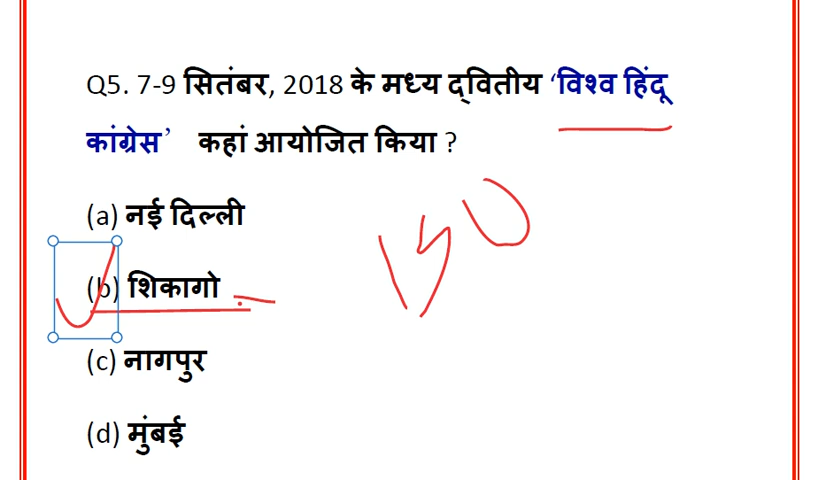 Q5. 7-9 सितंबर, 2018 के मध्य द्वितीय ‘विश्व हिंदू
कांग्रेस’ कहां आयोजित किया ?
(a) नई दिल्ली
(b) शिकागो
(c) नागपुर
(d) मुंबई